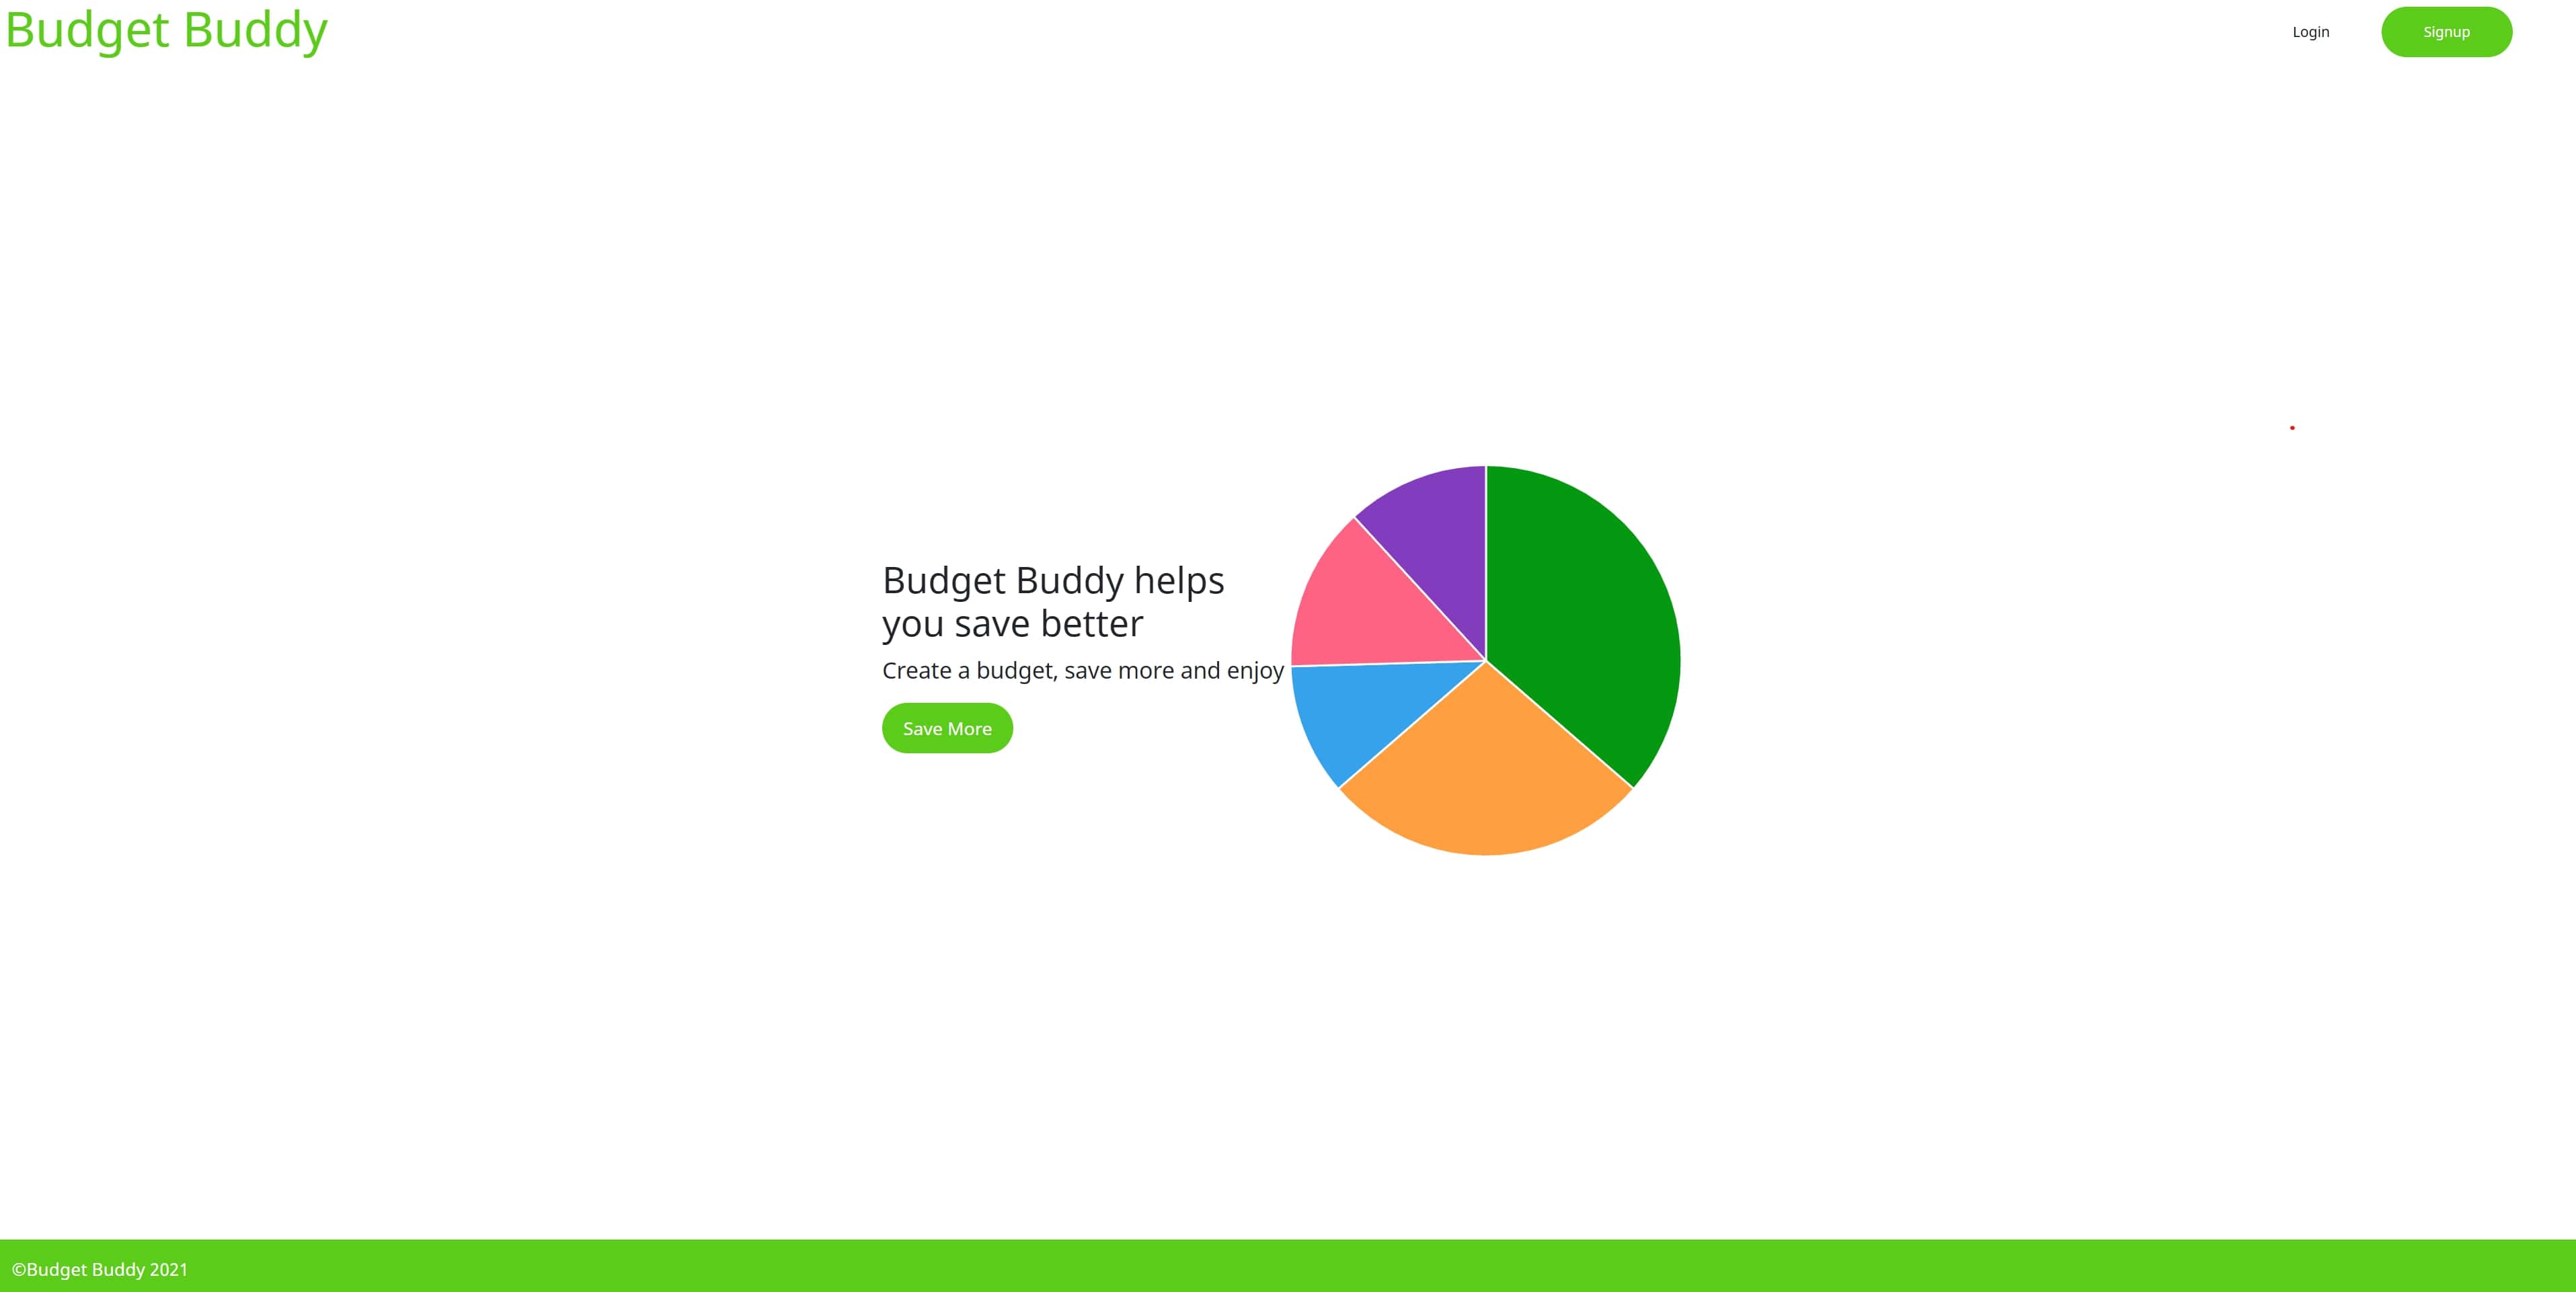 Budget Buddy
Login
Signup
Budget Buddy helps
you save better
Create a budget, save more and enjoy
Save More
©Budget Buddy 2021